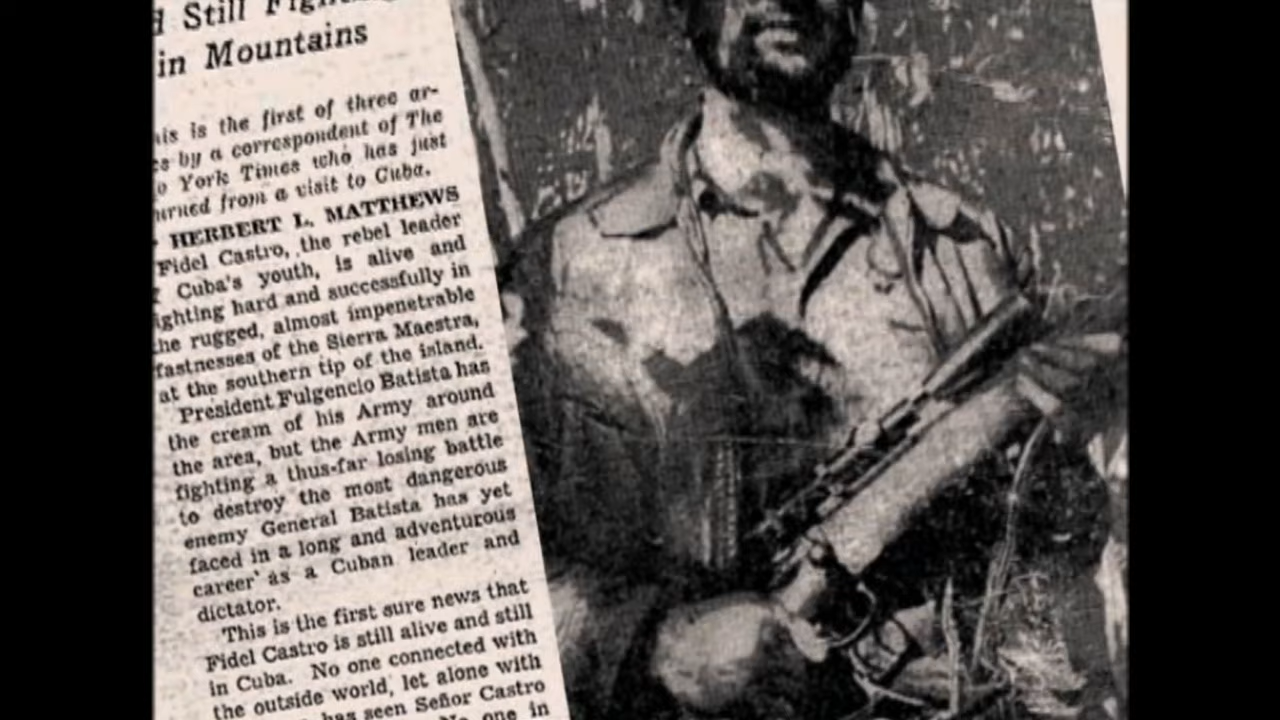 Still Fighting
in Mountains
is is the first of three ar-
by a correspondent of The
York Times who has just
urned from a visit to Cuba.
HERBERT L. MATTHEWS
Fidel Castro, the rebel leader
Cuba's youth, is alive and
ighting hard and successfully in
the rugged, almost impenetrable
fastnesses of the Sierra Maestra,
at the southern tip of the island.
President Fulgencio Batista has
the cream of his Army around
the area, but the Army men are
fighting a thus-far losing battle
to destroy the most dangerous
enemy General Batista has yet
faced in a long and adventurous
career as a Cuban leader and
dictator.
This is the first sure news that
Fidel Castro is still alive and still
in Cuba. No one connected with
the outside world, let alone with
has seen Señor Castro
No one in